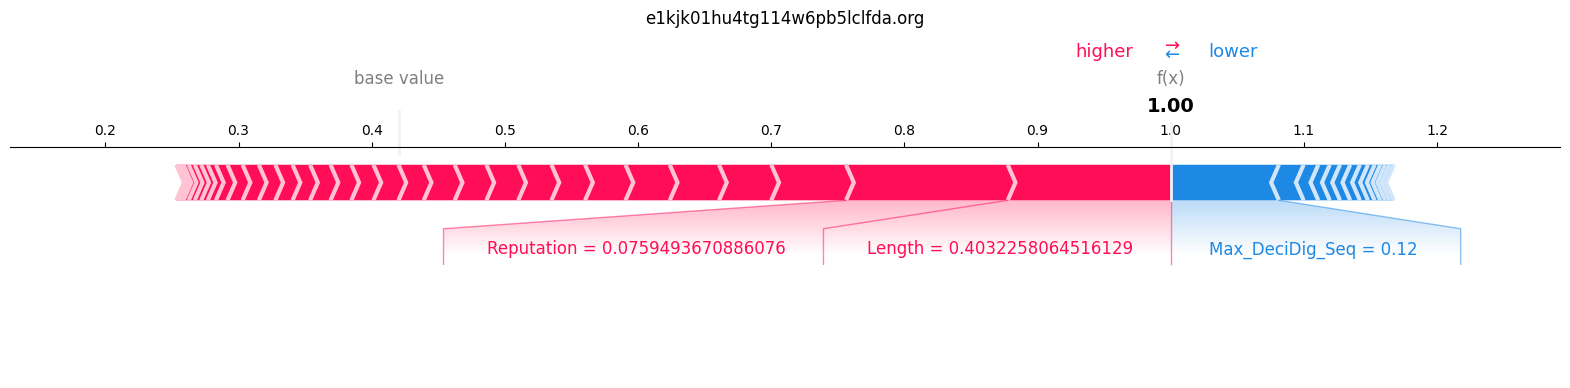 e1kjk01hu4tg114w6pb5lclfda.org
higher → ← lower
base value f(x)
1.00
0.2 0.3 0.4 0.5 0.6 0.7 0.8 0.9 1.0 1.1 1.2
Reputation = 0.0759493670886076 Length = 0.4032258064516129 Max_DeciDig_Seq = 0.12